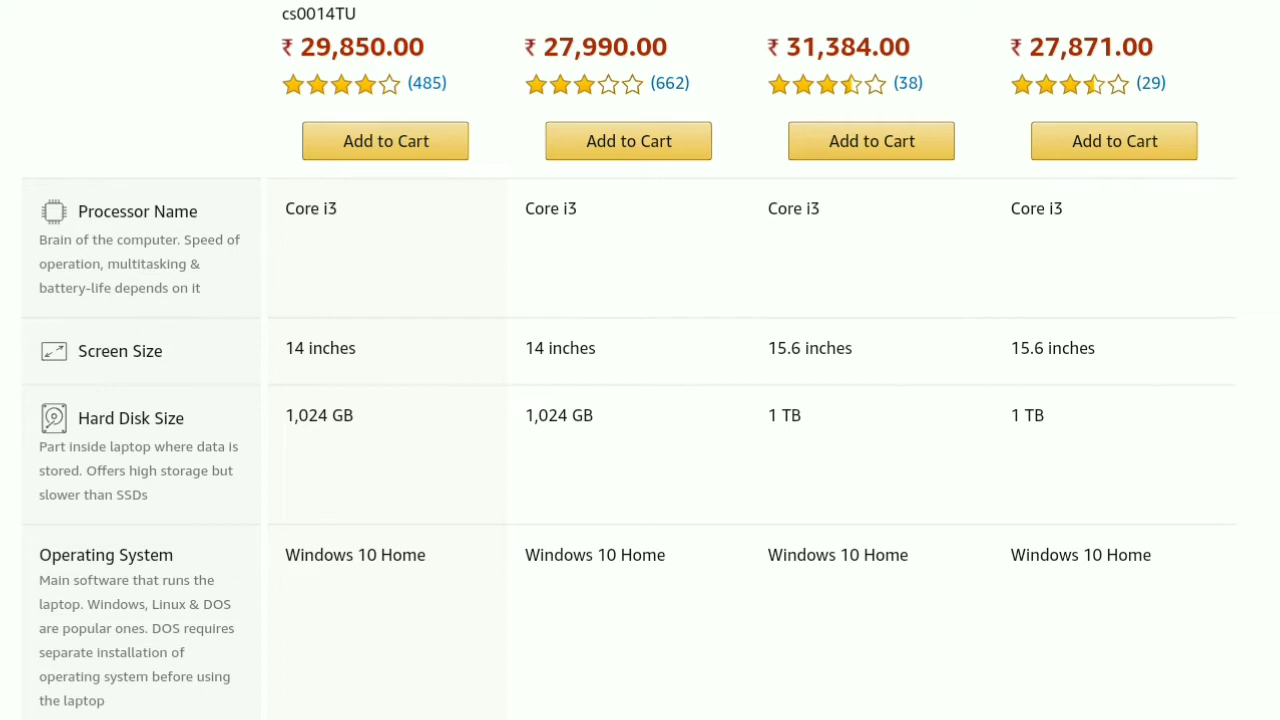 cs0014TU
₹ 29,850.00 ₹ 27,990.00 ₹ 31,384.00 ₹ 27,871.00
(485) (662) (38) (29)
Add to Cart Add to Cart Add to Cart Add to Cart
Processor Name Core i3 Core i3 Core i3 Core i3
Brain of the computer. Speed of
operation, multitasking &
battery-life depends on it
Screen Size 14 inches 14 inches 15.6 inches 15.6 inches
Hard Disk Size 1,024 GB 1,024 GB 1 TB 1 TB
Part inside laptop where data is
stored. Offers high storage but
slower than SSDs
Operating System Windows 10 Home Windows 10 Home Windows 10 Home Windows 10 Home
Main software that runs the
laptop. Windows, Linux & DOS
are popular ones. DOS requires
separate installation of
operating system before using
the laptop